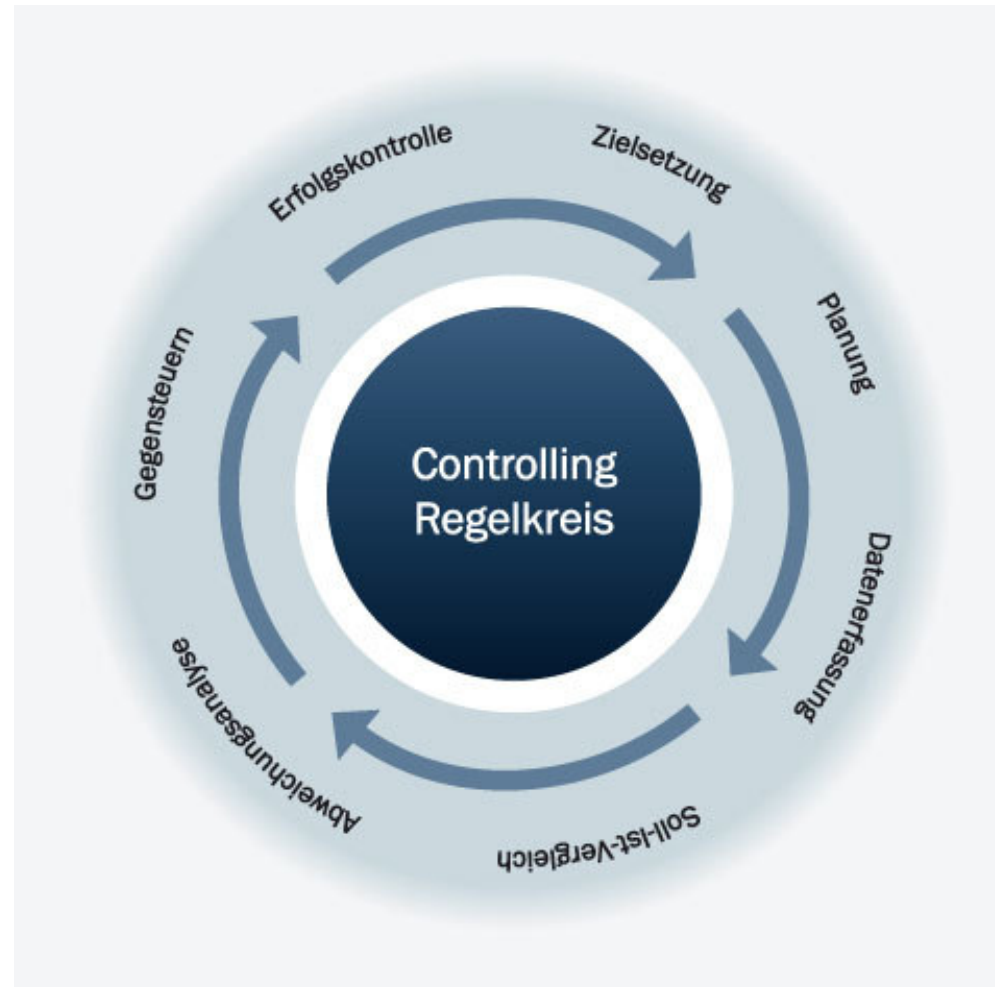 Zielsetzung
Planung
Datenerfassung
Soll-Ist-Vergleich
Abweichungsanalyse
Gegensteuern
Erfolgskontrolle
Controlling
Regelkreis